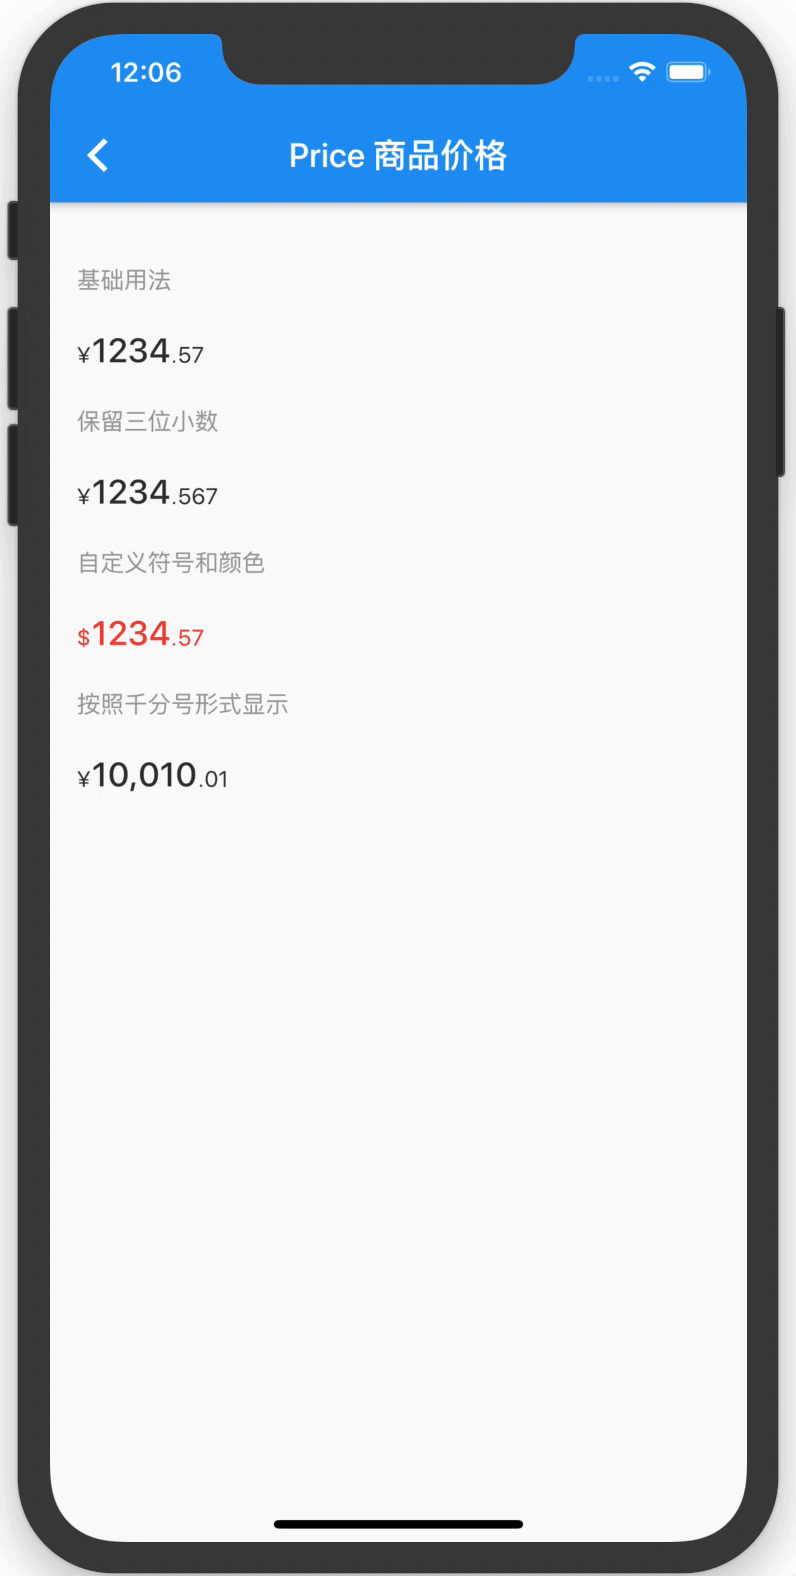 12:06
Price 商品价格
基础用法
¥1234.57
保留三位小数
¥1234.567
自定义符号和颜色
$1234.57
按照千分号形式显示
¥10,010.01